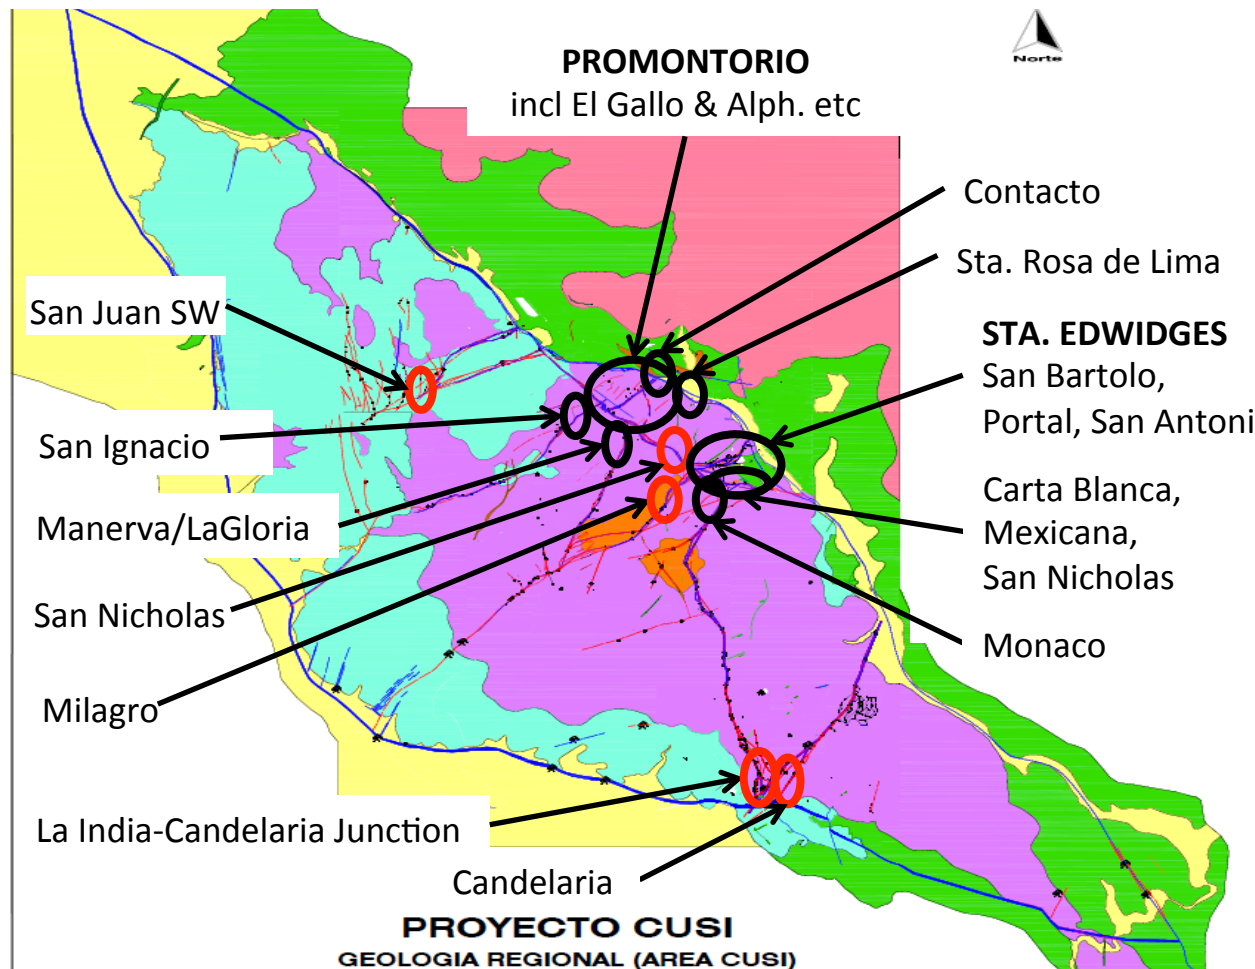 Norte
PROMONTORIO
incl El Gallo & Alph. etc
Contacto
Sta. Rosa de Lima
San Juan SW
STA. EDWIDGES
San Bartolo,
Portal, San Antoni
San Ignacio
Carta Blanca,
Mexicana,
San Nicholas
Manerva/LaGloria
San Nicholas
Monaco
Milagro
La India-Candelaria Junction
Candelaria
PROYECTO CUSI
GEOLOGIA REGIONAL (AREA CUSI)